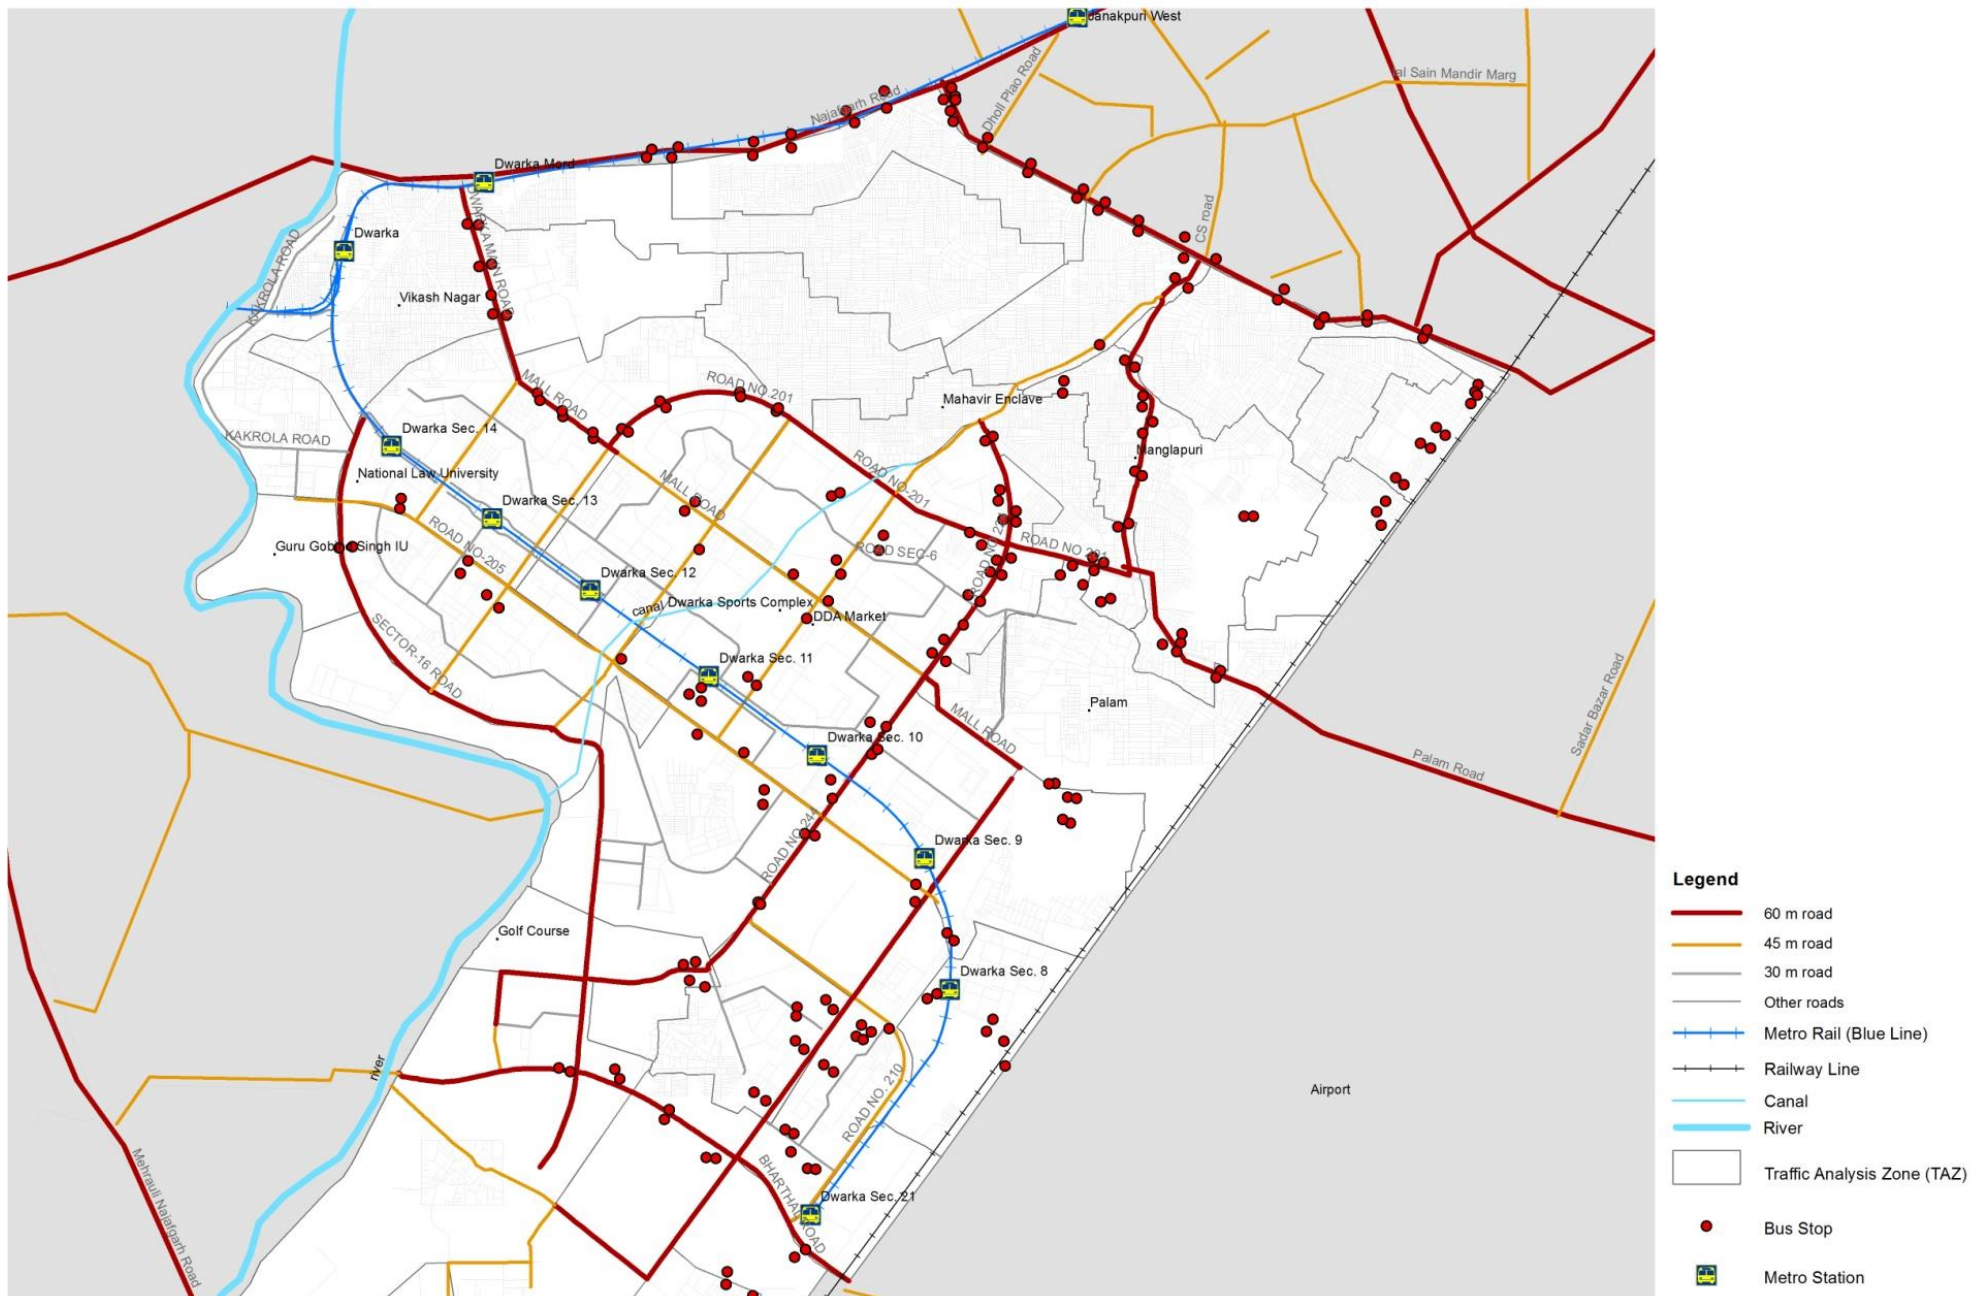 Janakpuri West
al Sain Mandir Marg
Dholl Plao Road
Najafgarh Road
Dwarka Mord
CS road
DWARKA MAIN ROAD
Dwarka
KAKROLA ROAD
Vikash Nagar
MALL ROAD
ROAD NO 201
Mahavir Enclave
Dwarka Sec. 14
KAKROLA ROAD
Manglapuri
ROAD NO-201
National Law University
MALL ROAD
Dwarka Sec. 13
ROAD NO-205
Guru Gobind Singh IU
ROAD SEC-6
ROAD NO 201
Dwarka Sec. 12
canal
Dwarka Sports Complex
DDA Market
SECTOR-16 ROAD
Dwarka Sec. 11
Palam
MALL ROAD
Sadar Bazar Road
Dwarka Sec. 10
Palam Road
Dwarka Sec. 9
Golf Course
Dwarka Sec. 8
river
Airport
ROAD NO. 210
Mehrauli Najafgarh Road
BHARTHAL ROAD
Dwarka Sec. 21
Legend
60 m road
45 m road
30 m road
Other roads
Metro Rail (Blue Line)
Railway Line
Canal
River
Traffic Analysis Zone (TAZ)
Bus Stop
Metro Station